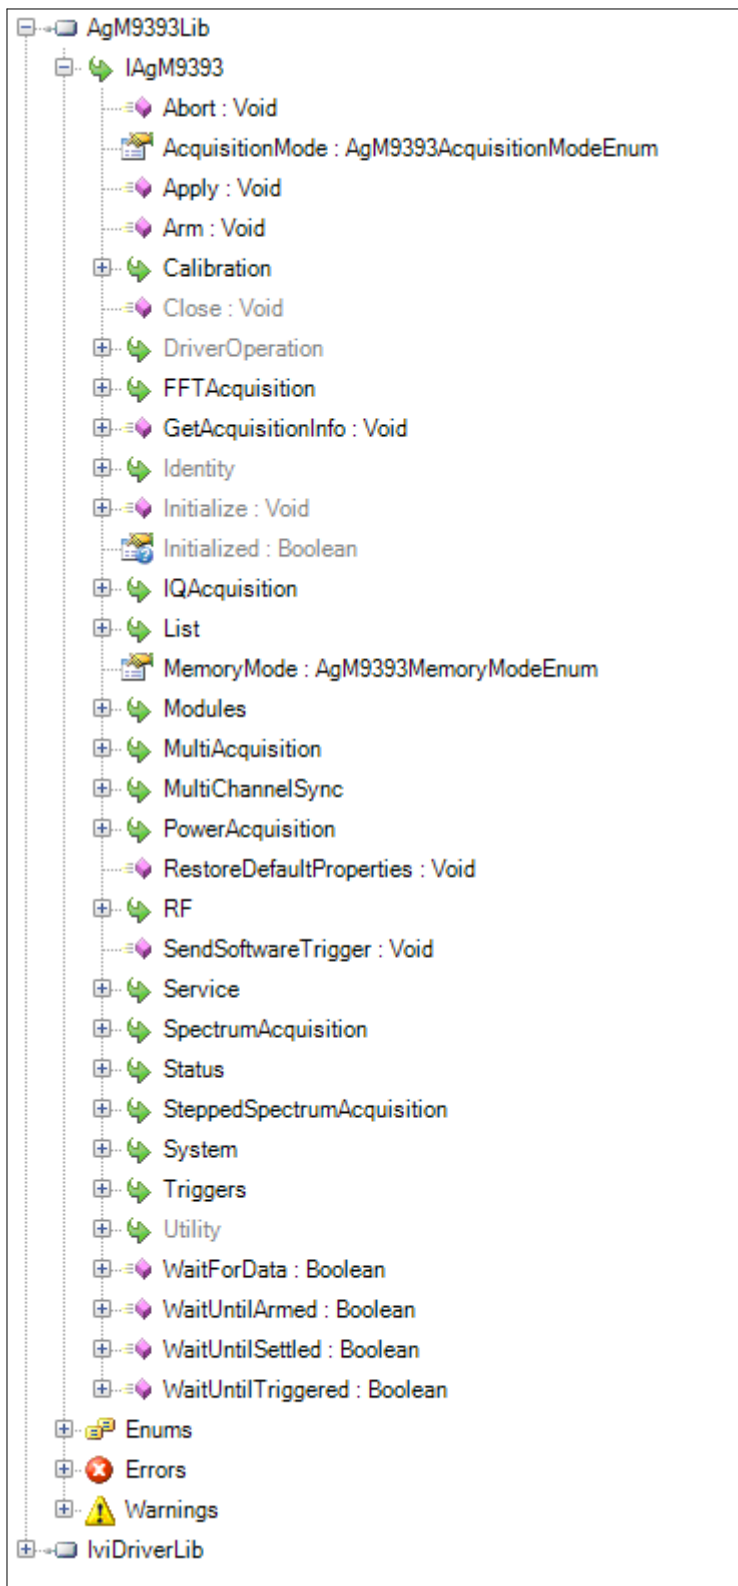 AgM9393Lib
IAgM9393
Abort : Void
AcquisitionMode : AgM9393AcquisitionModeEnum
Apply : Void
Arm : Void
Calibration
Close : Void
DriverOperation
FFTAcquisition
GetAcquisitionInfo : Void
Identity
Initialize : Void
Initialized : Boolean
IQAcquisition
List
MemoryMode : AgM9393MemoryModeEnum
Modules
MultiAcquisition
MultiChannelSync
PowerAcquisition
RestoreDefaultProperties : Void
RF
SendSoftwareTrigger : Void
Service
SpectrumAcquisition
Status
SteppedSpectrumAcquisition
System
Triggers
Utility
WaitForData : Boolean
WaitUntilArmed : Boolean
WaitUntilSettled : Boolean
WaitUntilTriggered : Boolean
Enums
Errors
Warnings
IviDriverLib